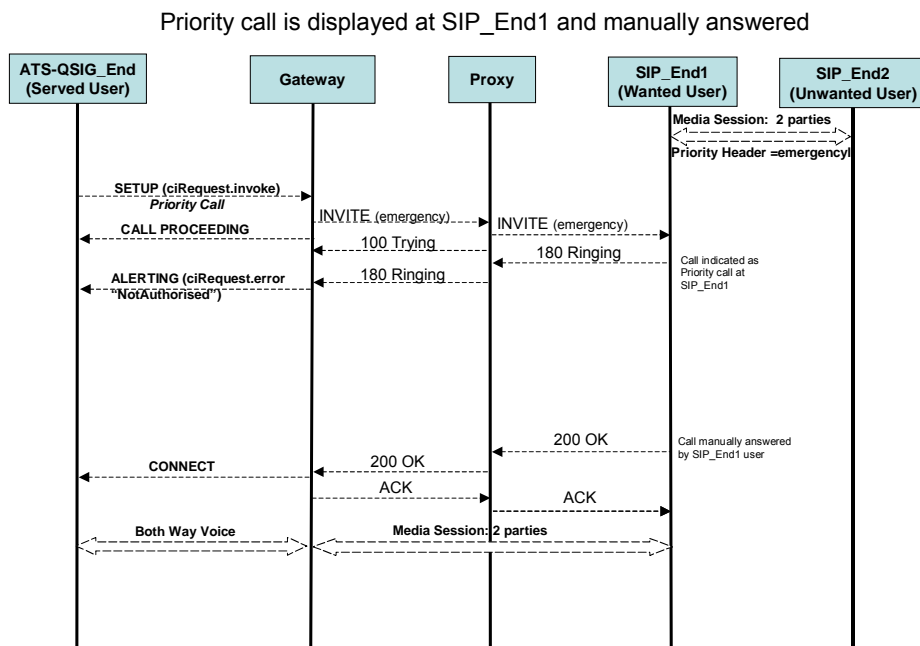 Priority call is displayed at SIP_End1 and manually answered
ATS-QSIG_End
(Served User)
Gateway
Proxy
SIP_End1
(Wanted User)
SIP_End2
(Unwanted User)
Media Session: 2 parties
Priority Header =emergencyl
SETUP (ciRequest.invoke)
Priority Call
INVITE (emergency)
INVITE (emergency)
CALL PROCEEDING
100 Trying
180 Ringing
Call indicated as
Priority call at
SIP_End1
ALERTING (ciRequest.error
“NotAuthorised”)
180 Ringing
200 OK
Call manually answered
by SIP_End1 user
200 OK
CONNECT
ACK
ACK
Both Way Voice
Media Session: 2 parties